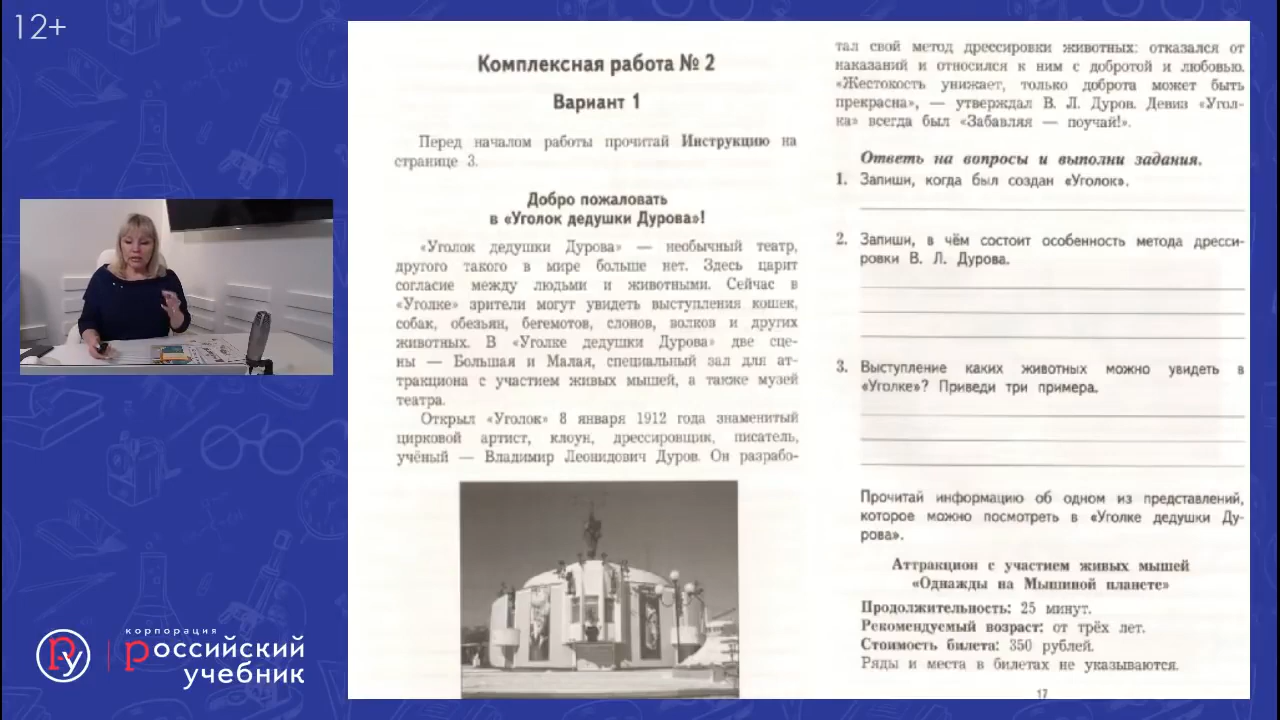 12+
Комплексная работа № 2
Вариант 1
Перед началом работы прочитай Инструкцию на
странице 3.
Добро пожаловать
в «Уголок дедушки Дурова»!
«Уголок дедушки Дурова» — необычный театр,
другого такого в мире больше нет. Здесь царит
согласие между людьми и животными. Сейчас в
«Уголке» зрители могут увидеть выступления кошек,
собак, обезьян, бегемотов, слонов, волков и других
животных. В «Уголке дедушки Дурова» две сце-
ны — Большая и Малая, специальный зал для ат-
тракциона с участием живых мышей, а также музей
театра.
Открыл «Уголок» 8 января 1912 года знаменитый
цирковой артист, клоун, дрессировщик, писатель,
учёный — Владимир Леонидович Дуров. Он разрабо-
тал свой метод дрессировки животных: отказался от
наказаний и относился к ним с добротой и любовью.
«Жестокость унижает, только доброта может быть
прекрасна», — утверждал В. Л. Дуров. Девиз «Угол-
ка» всегда был «Забавляя — поучай!».
Ответь на вопросы и выполни задания.
1. Запиши, когда был создан «Уголок».
2. Запиши, в чём состоит особенность метода дресси-
ровки В. Л. Дурова.
3. Выступление каких животных можно увидеть в
«Уголке»? Приведи три примера.
Прочитай информацию об одном из представлений,
которое можно посмотреть в «Уголке дедушки Ду-
рова».
Аттракцион с участием живых мышей
«Однажды на Мышиной планете»
Продолжительность: 25 минут.
Рекомендуемый возраст: от трёх лет.
Стоимость билета: 350 рублей.
Ряды и места в билетах не указываются.
17
Ру
корпорация
российский
учебник